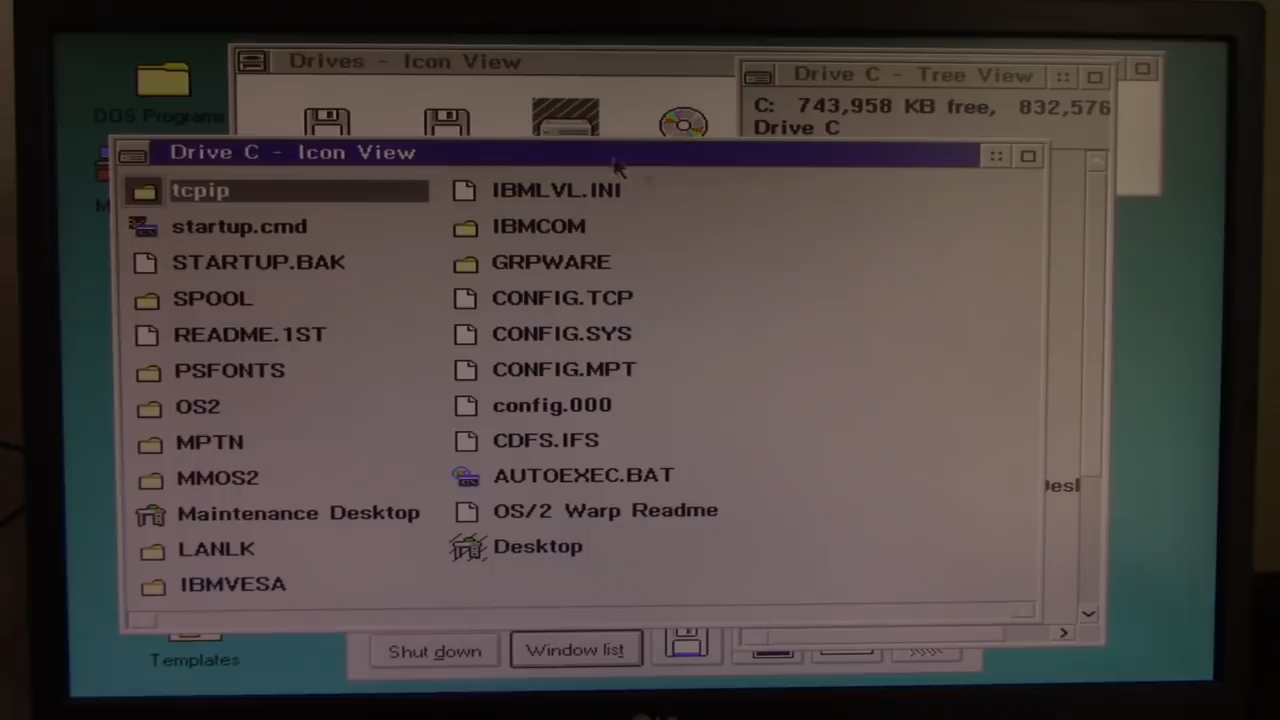 DOS Programs
Drives - Icon View
Drive C - Tree View
C: 743,958 KB free, 832,576
Drive C
Drive C - Icon View
tcpip
startup.cmd
STARTUP.BAK
SPOOL
README.1ST
PSFONTS
OS2
MPTN
MMOS2
Maintenance Desktop
LANLK
IBMVESA
IBMLVL.INI
IBMCOM
GRPWARE
CONFIG.TCP
CONFIG.SYS
CONFIG.MPT
config.000
CDFS.IFS
AUTOEXEC.BAT
OS/2 Warp Readme
Desktop
Templates
Shut down
Window list